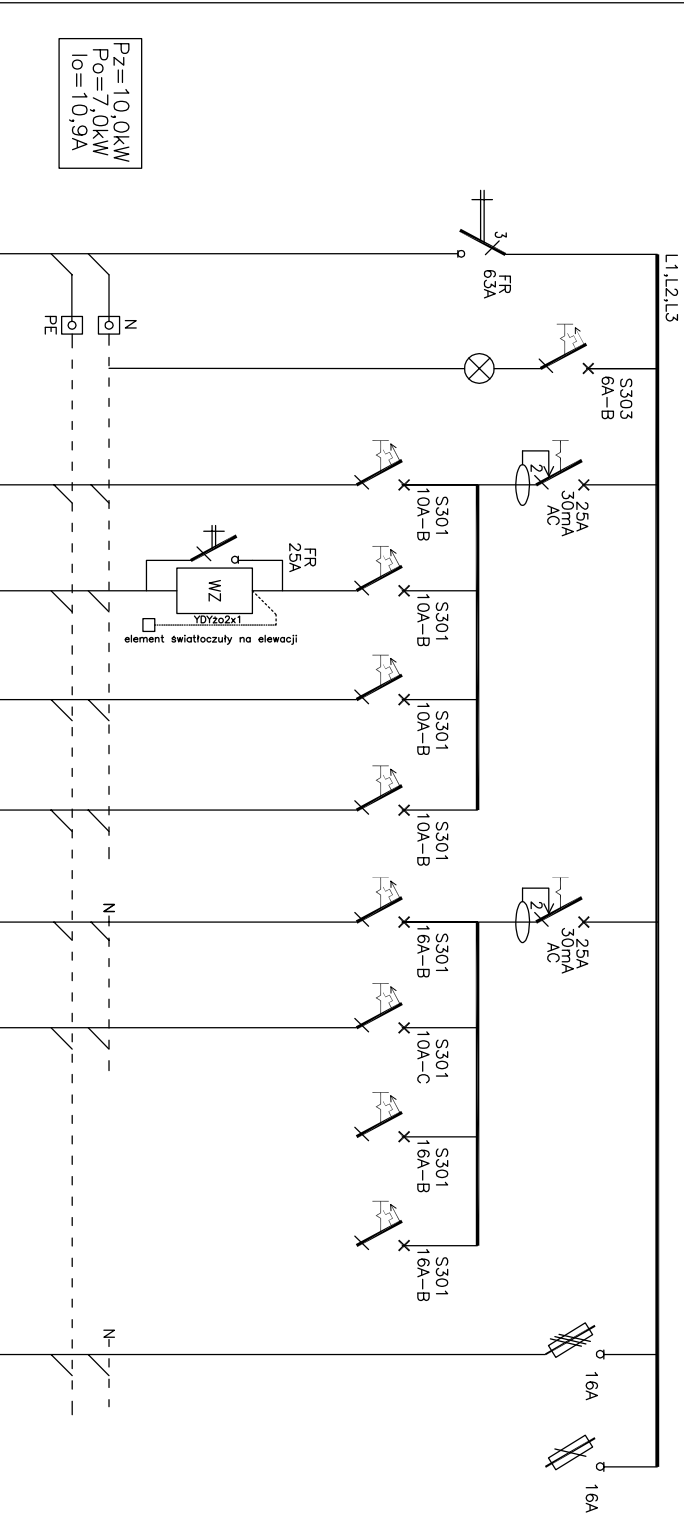 Pz=10,0kW
Po=7,0kW
Io=10,9A
L1,L2,L3
3
FR
63A
N
PE
S303
6A-B
2
25A
30mA
AC
S301
10A-B
S301
10A-B
FR
25A
WZ
YDYżo2x1
element światłoczuły na elewacji
S301
10A-B
S301
10A-B
2
25A
30mA
AC
N
S301
16A-B
S301
10A-C
S301
16A-B
S301
16A-B
N
16A
16A